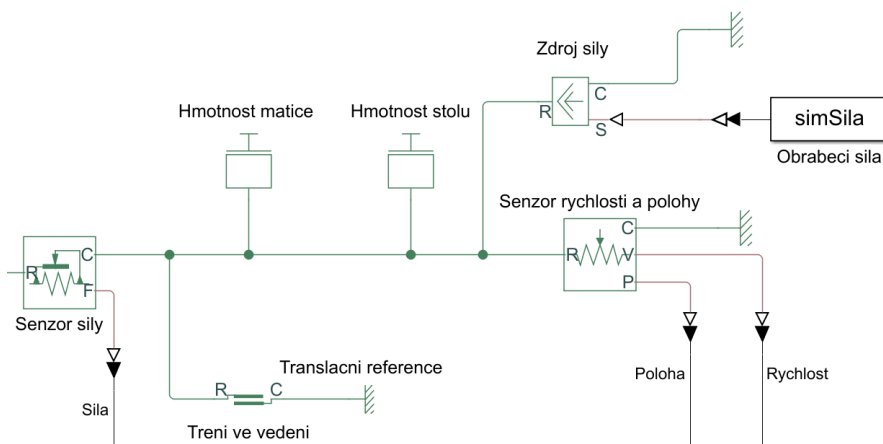 Zdroj sily
C
R
S
simSila
Obrabeci sila
Hmotnost matice
Hmotnost stolu
Senzor rychlosti a polohy
C
R
V
P
C
R
F
Senzor sily
Translacni reference
R
C
Treni ve vedeni
Sila
Poloha
Rychlost